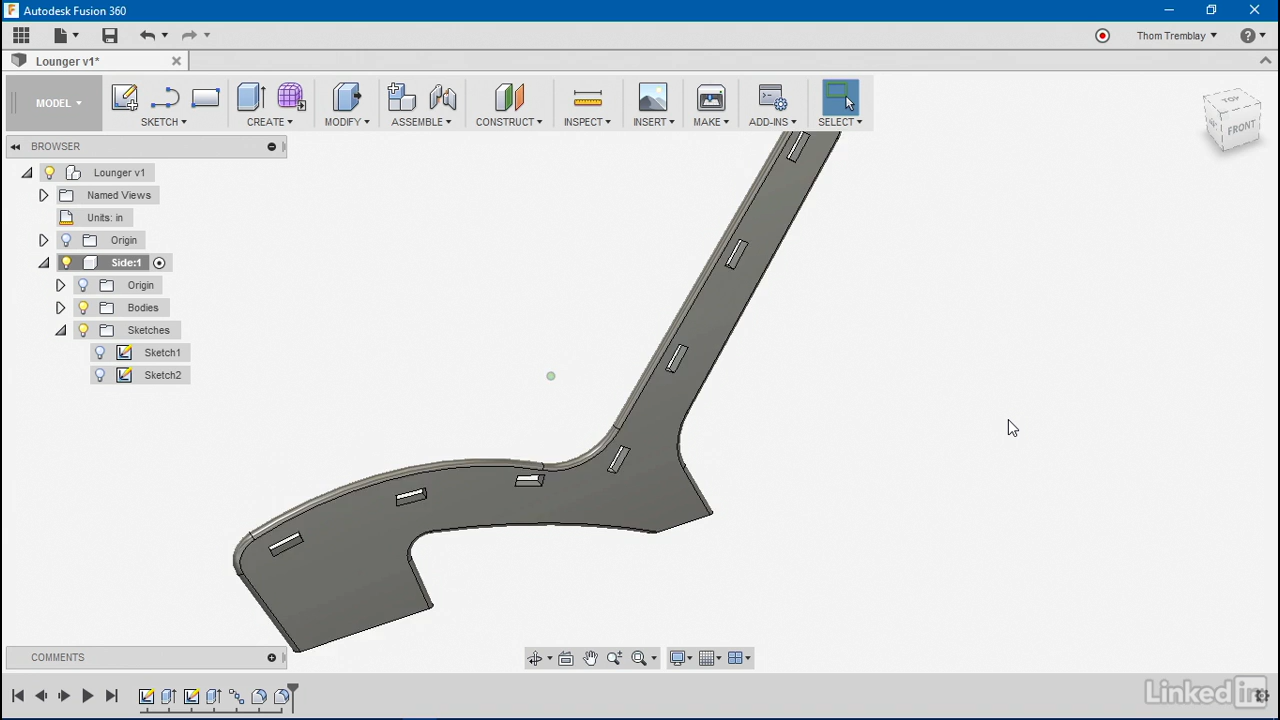 F Autodesk Fusion 360
Thom Tremblay
Lounger v1*
MODEL
SKETCH
CREATE
MODIFY
ASSEMBLE
CONSTRUCT
INSPECT
INSERT
MAKE
ADD-INS
SELECT
TOP
FRONT
BROWSER
Lounger v1
Named Views
Units: in
Origin
Side:1
Origin
Bodies
Sketches
Sketch1
Sketch2
COMMENTS
Linked in